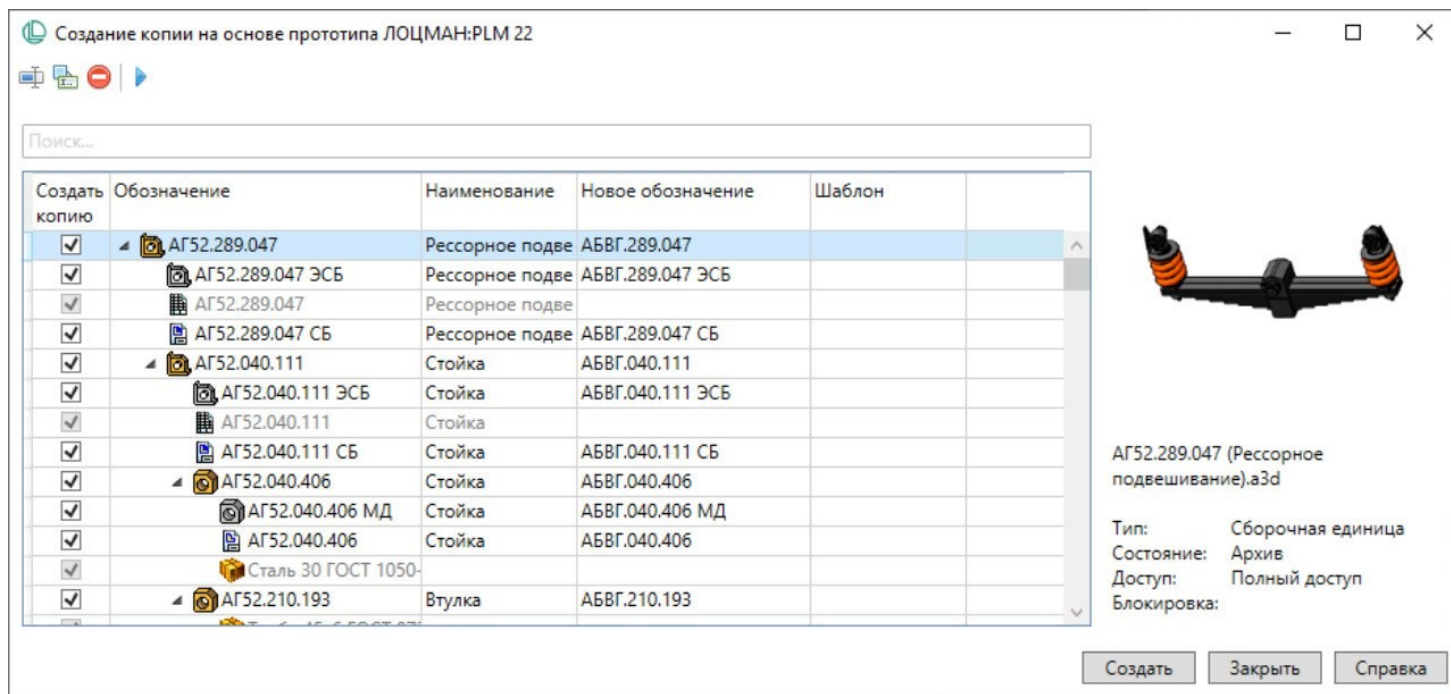 Создание копии на основе прототипа ЛОЦМАН:PLM 22
Поиск...
Создать копию Обозначение Наименование Новое обозначение Шаблон
АГ52.289.047 Рессорное подве АБВГ.289.047
АГ52.289.047 ЭСБ Рессорное подве АБВГ.289.047 ЭСБ
АГ52.289.047 Рессорное подве
АГ52.289.047 СБ Рессорное подве АБВГ.289.047 СБ
АГ52.040.111 Стойка АБВГ.040.111
АГ52.040.111 ЭСБ Стойка АБВГ.040.111 ЭСБ
АГ52.040.111 Стойка
АГ52.040.111 СБ Стойка АБВГ.040.111 СБ
АГ52.040.406 Стойка АБВГ.040.406
АГ52.040.406 МД Стойка АБВГ.040.406 МД
АГ52.040.406 Стойка АБВГ.040.406
Сталь 30 ГОСТ 1050-
АГ52.210.193 Втулка АБВГ.210.193
АГ52.289.047 (Рессорное
подвешивание).a3d
Тип: Сборочная единица
Состояние: Архив
Доступ: Полный доступ
Блокировка:
Создать Закрыть Справка